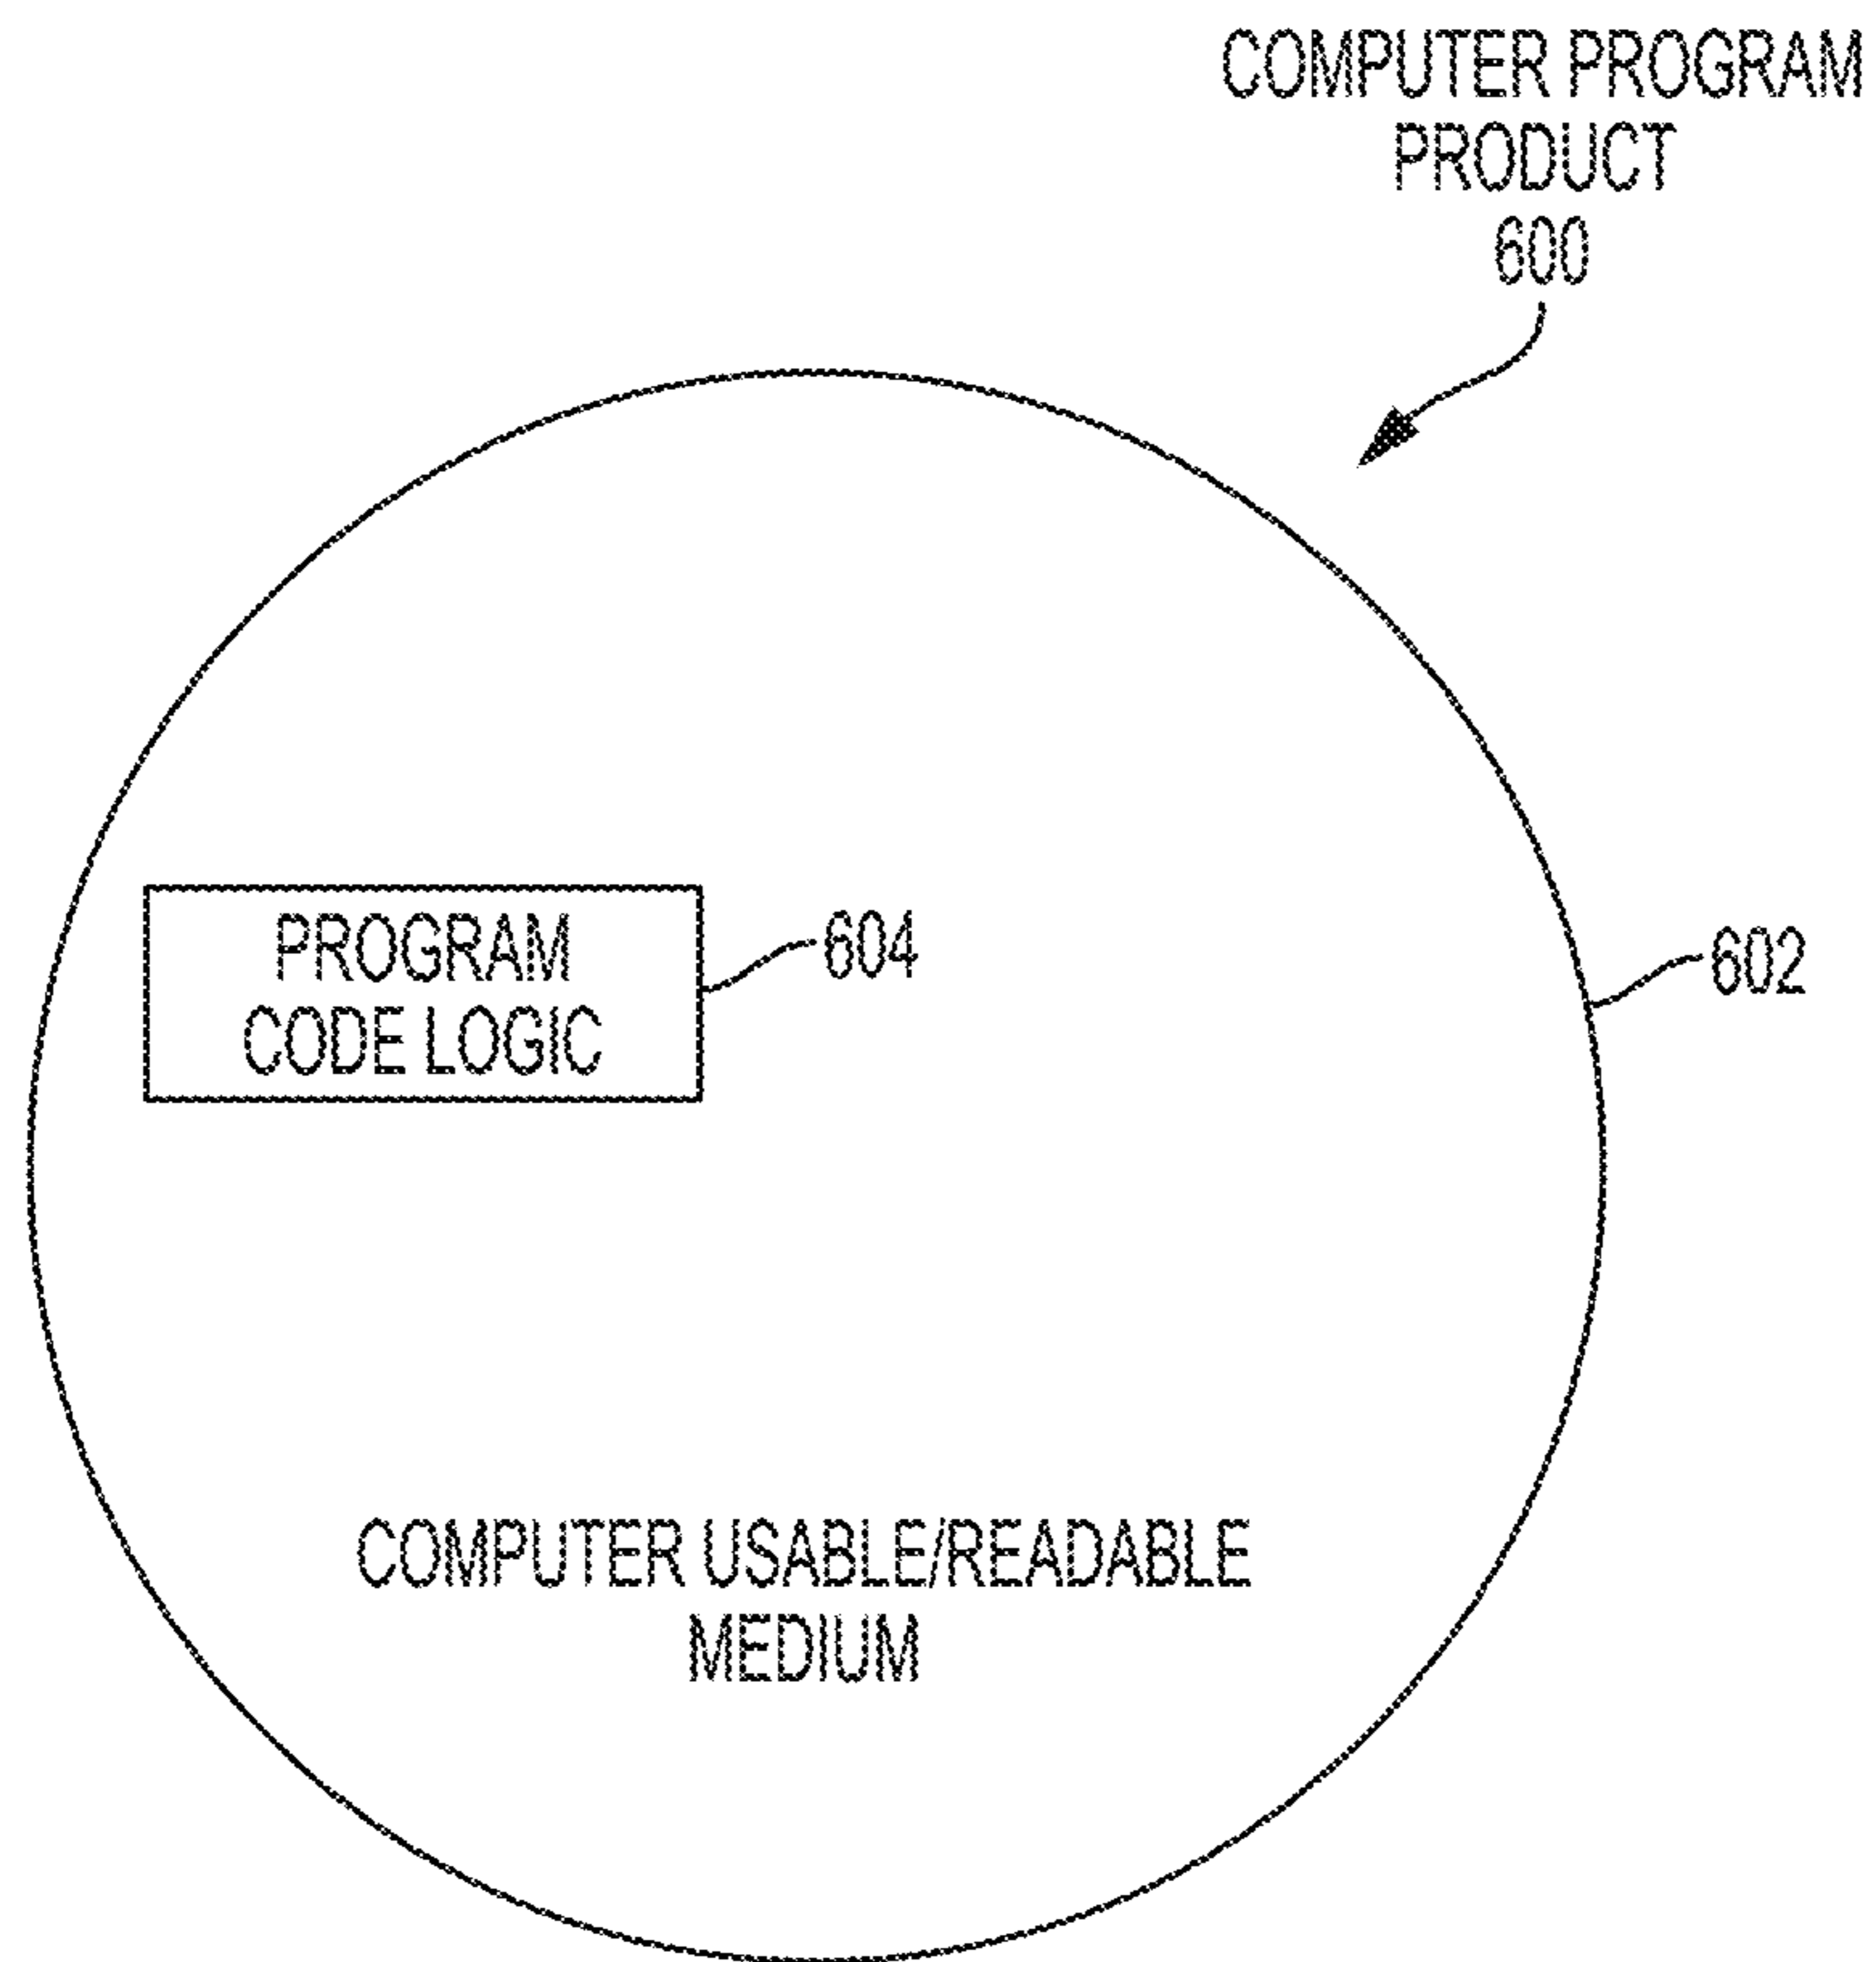 COMPUTER PROGRAM
PRODUCT
600
PROGRAM
CODE LOGIC
604
602
COMPUTER USABLE/READABLE
MEDIUM